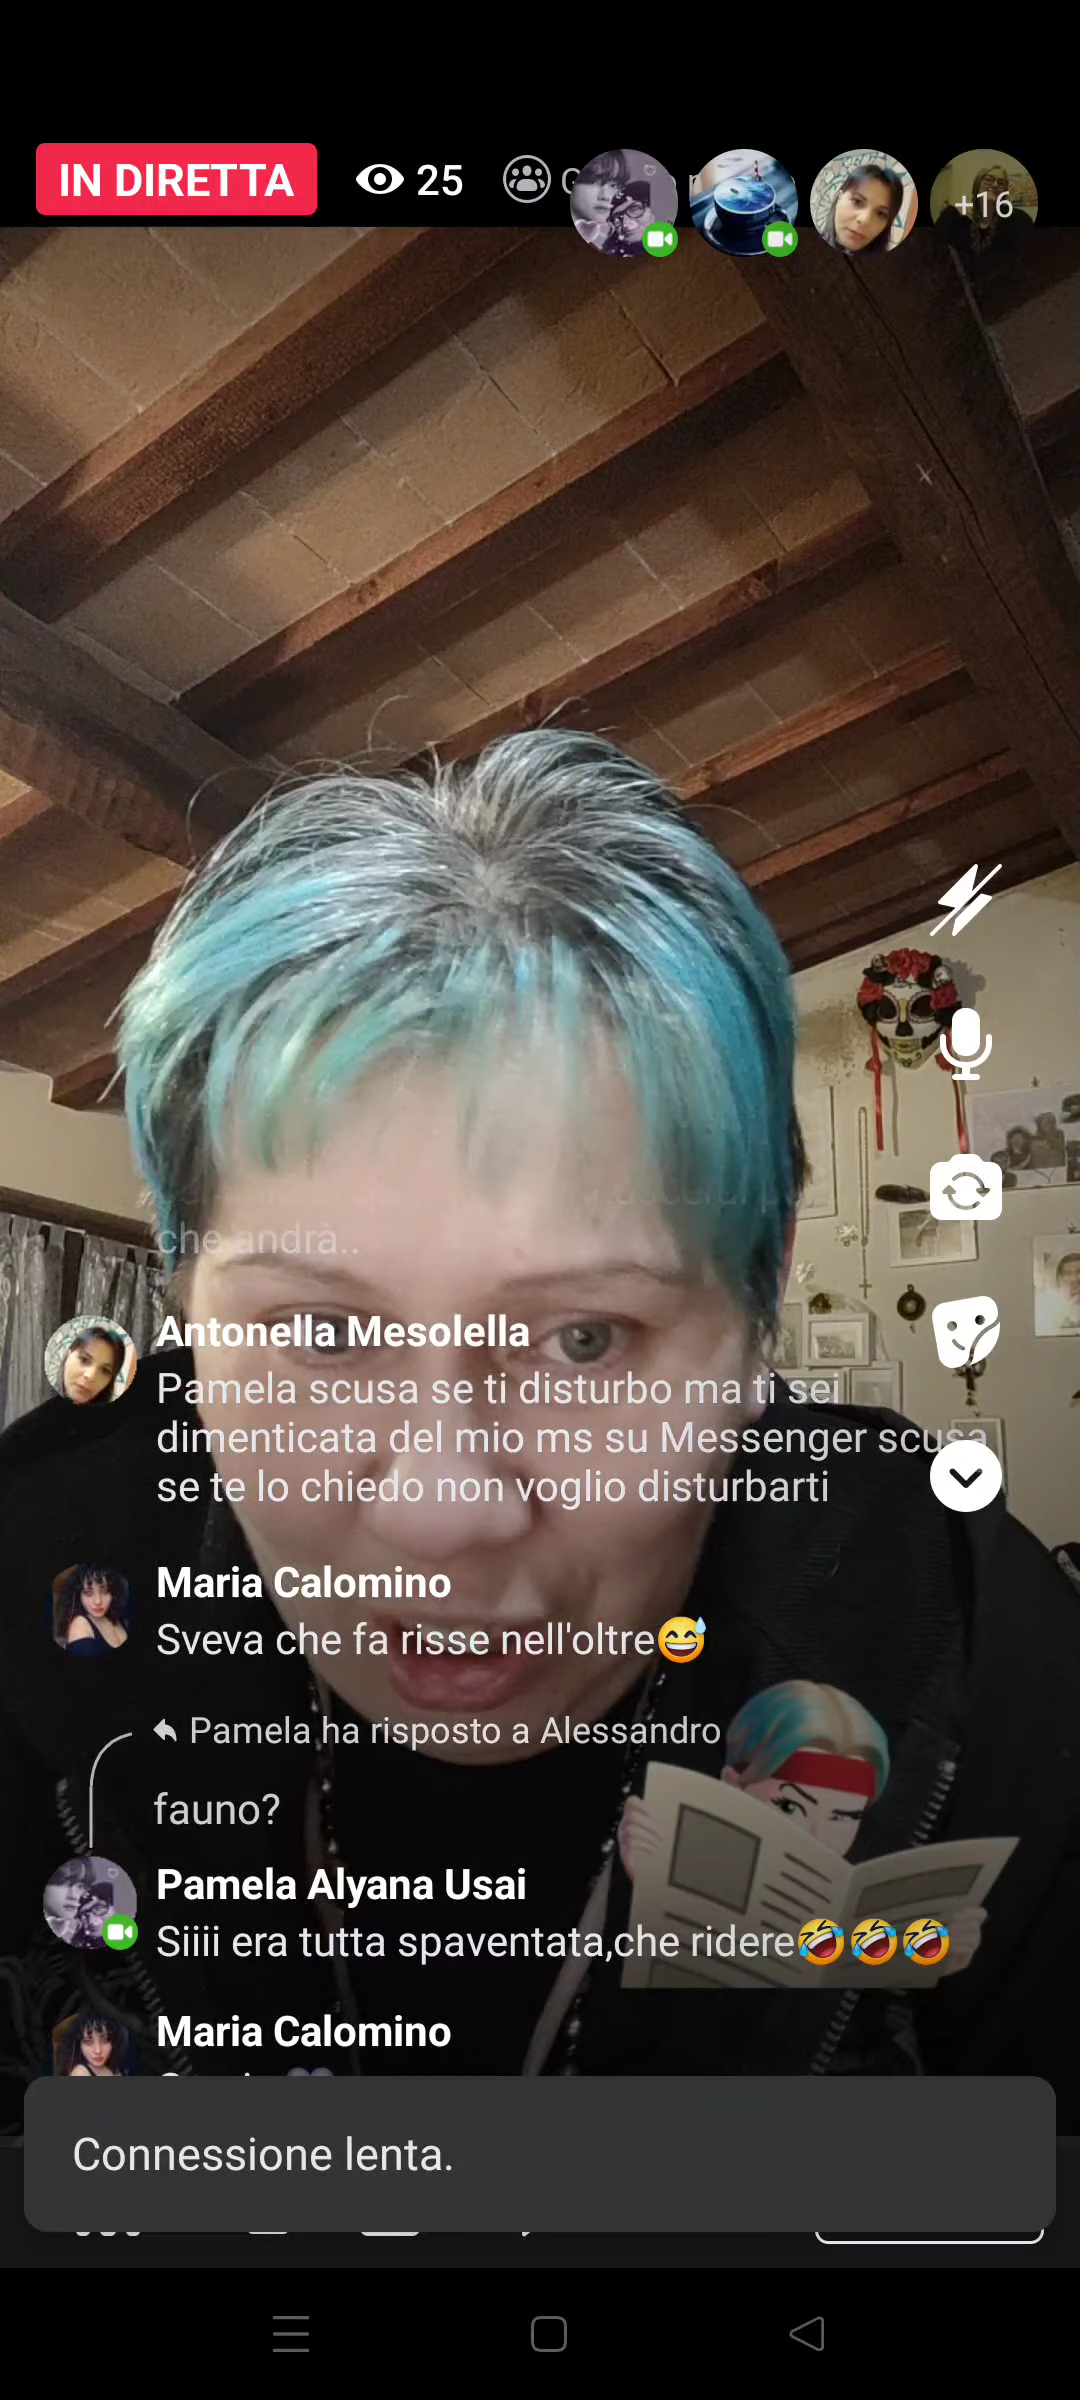 IN DIRETTA
25
+16
che andrà..
Antonella Mesolella
Pamela scusa se ti disturbo ma ti sei
dimenticata del mio ms su Messenger scusa
se te lo chiedo non voglio disturbarti
Maria Calomino
Sveva che fa risse nell'oltre😅
Pamela ha risposto a Alessandro
fauno?
Pamela Alyana Usai
Siiii era tutta spaventata,che ridere🤣🤣🤣
Maria Calomino
Connessione lenta.